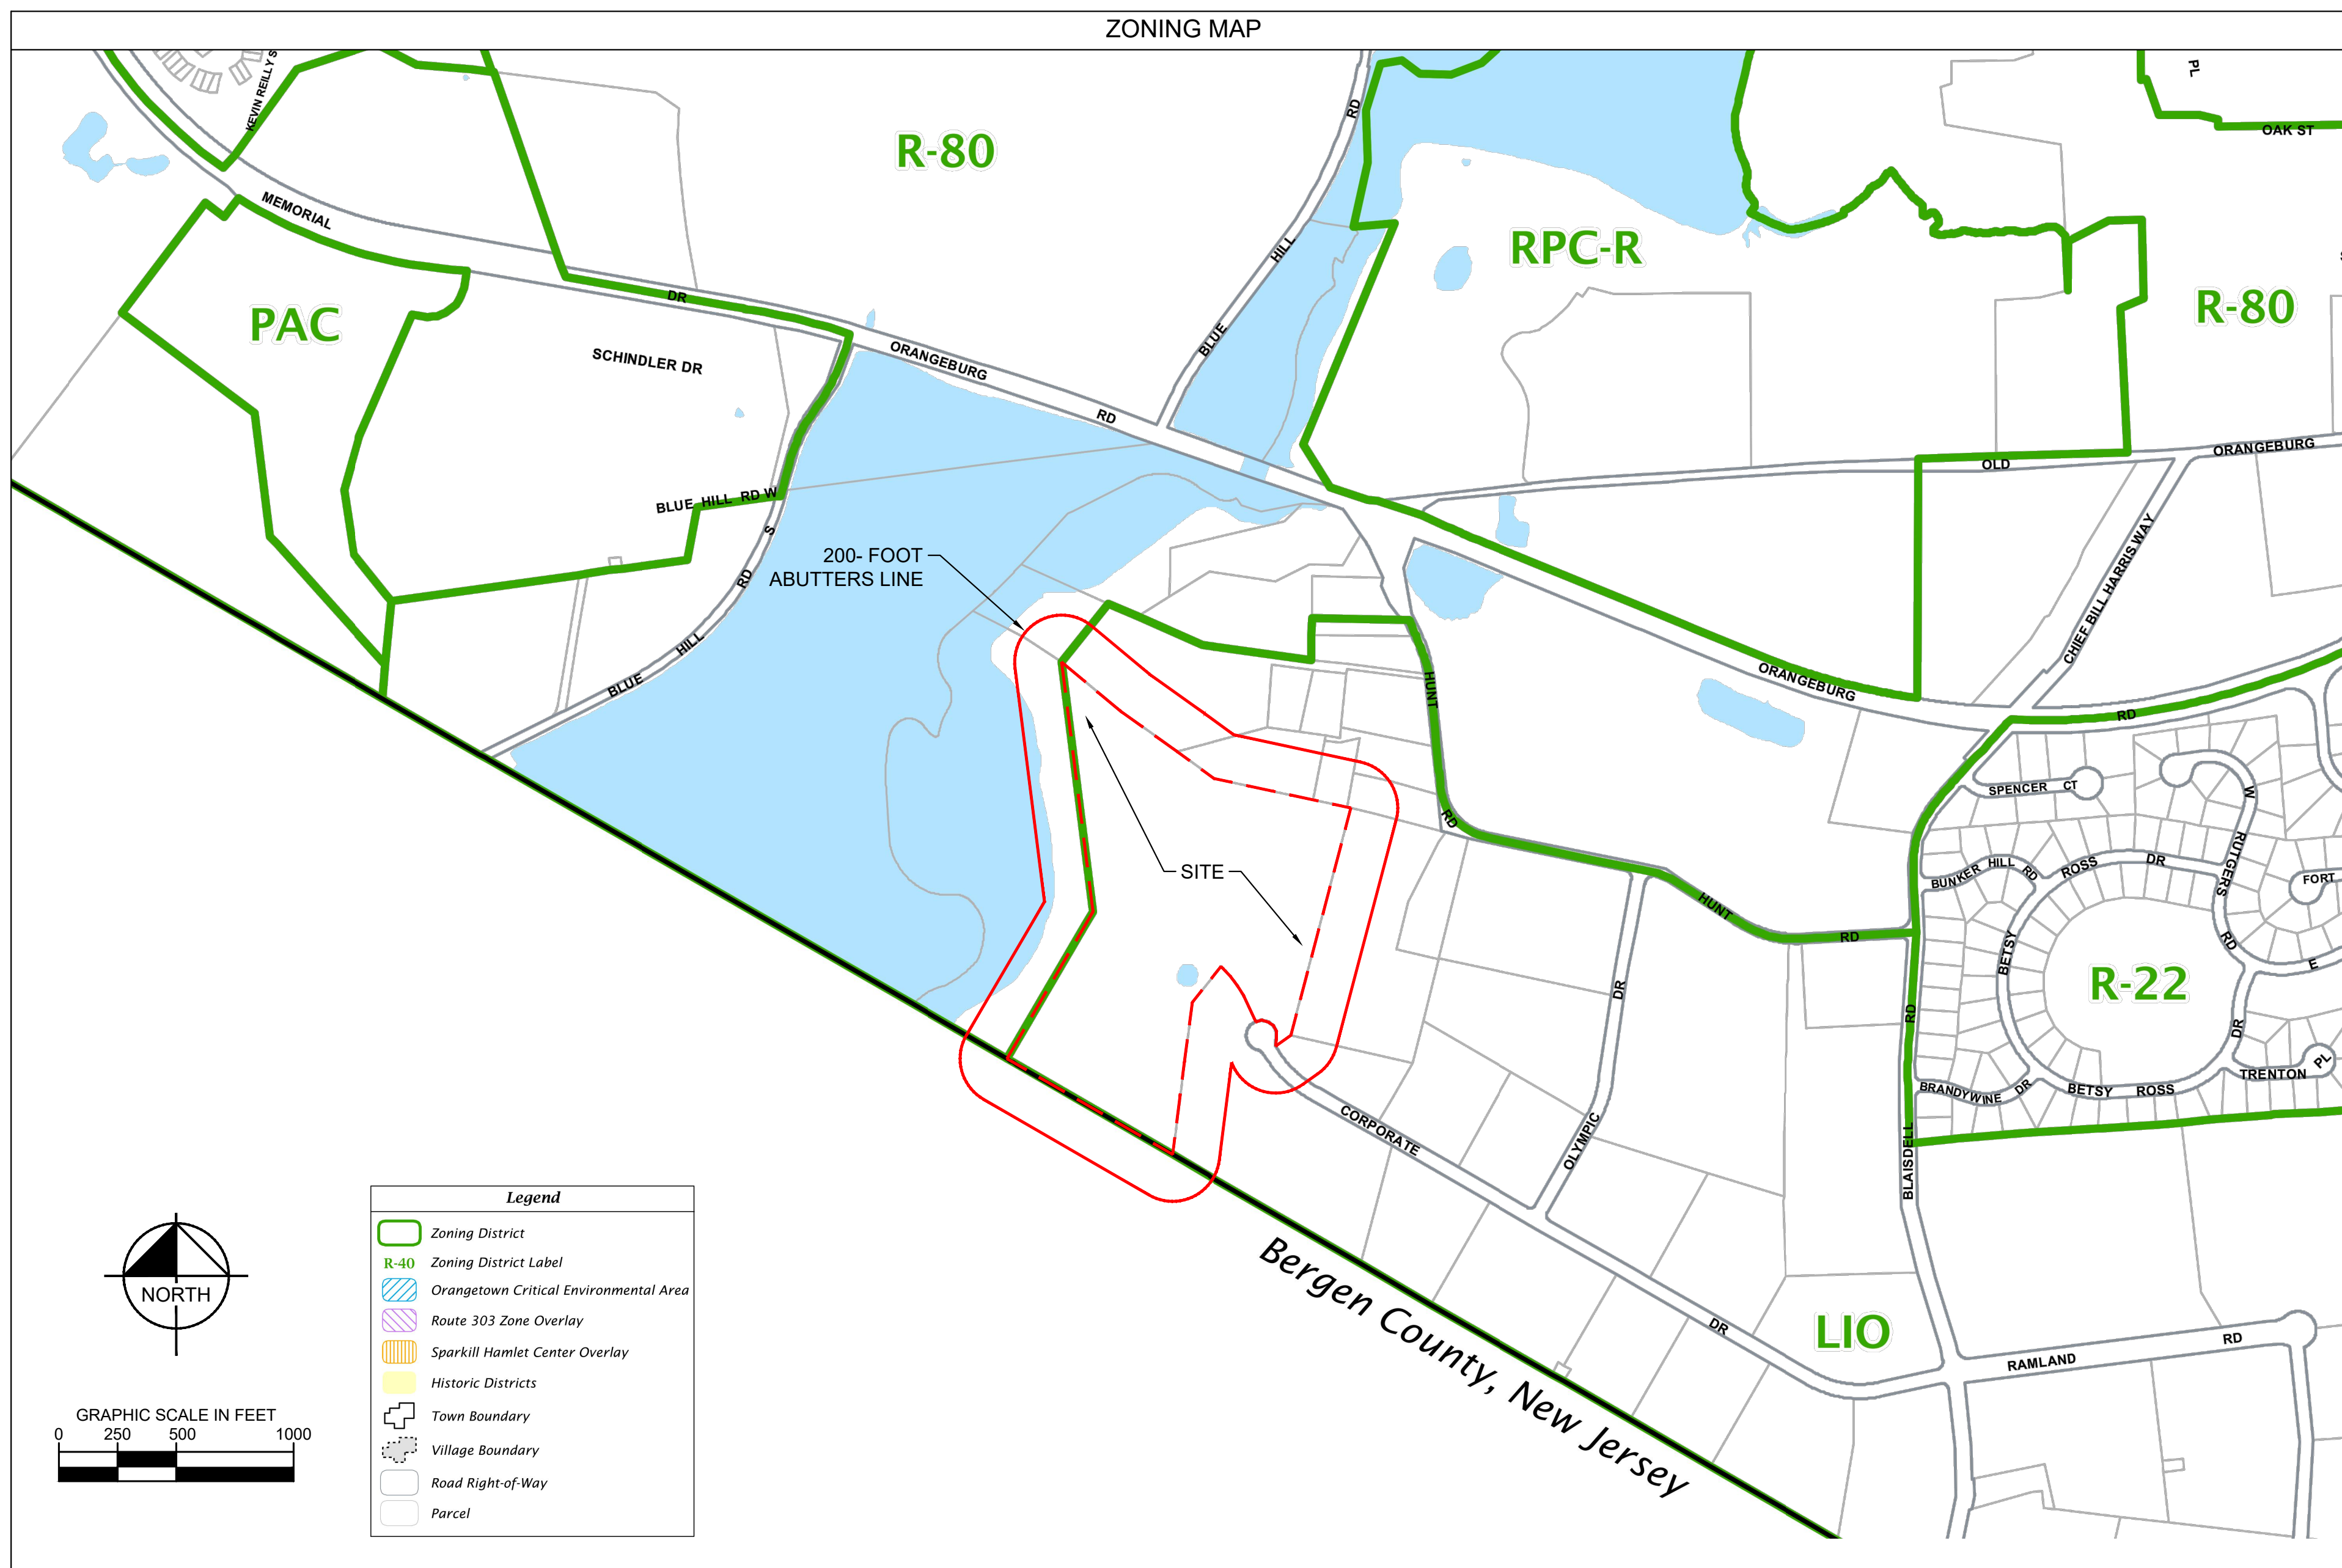 ZONING MAP
KEVIN REILLY S
MEMORIAL
DR
PAC
SCHINDLER DR
R-80
RD
HILL
BLUE
ORANGEBURG
RD
RPC-R
PL
OAK ST
R-80
OLD
ORANGEBURG
BLUE HILL RD W
S
RD
HILL
BLUE
200- FOOT
ABUTTERS LINE
SITE
HUNT
RD
HUNT
RD
ORANGEBURG
RD
CHIEF BILL HARRIS WAY
SPENCER CT
W
RUTGERS
RD
E
FORT
BUNKER HILL RD
ROSS DR
BETSY
R-22
DR
TRENTON PL
BETSY ROSS
BRANDYWINE DR
RD
BLAISDELL
DR
OLYMPIC
CORPORATE
DR
LIO
RAMLAND RD
Bergen County, New Jersey
NORTH
GRAPHIC SCALE IN FEET
0 250 500 1000
Legend
Zoning District
R-40 Zoning District Label
Orangetown Critical Environmental Area
Route 303 Zone Overlay
Sparkill Hamlet Center Overlay
Historic Districts
Town Boundary
Village Boundary
Road Right-of-Way
Parcel